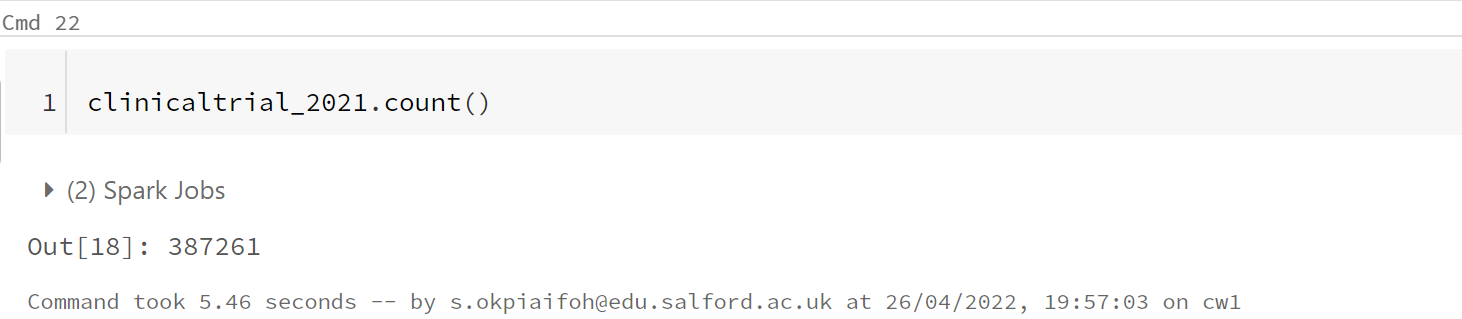 Cmd 22
1 clinicaltrial_2021.count()
(2) Spark Jobs
Out[18]: 387261
Command took 5.46 seconds -- by s.okpiaifoh@edu.salford.ac.uk at 26/04/2022, 19:57:03 on cw1